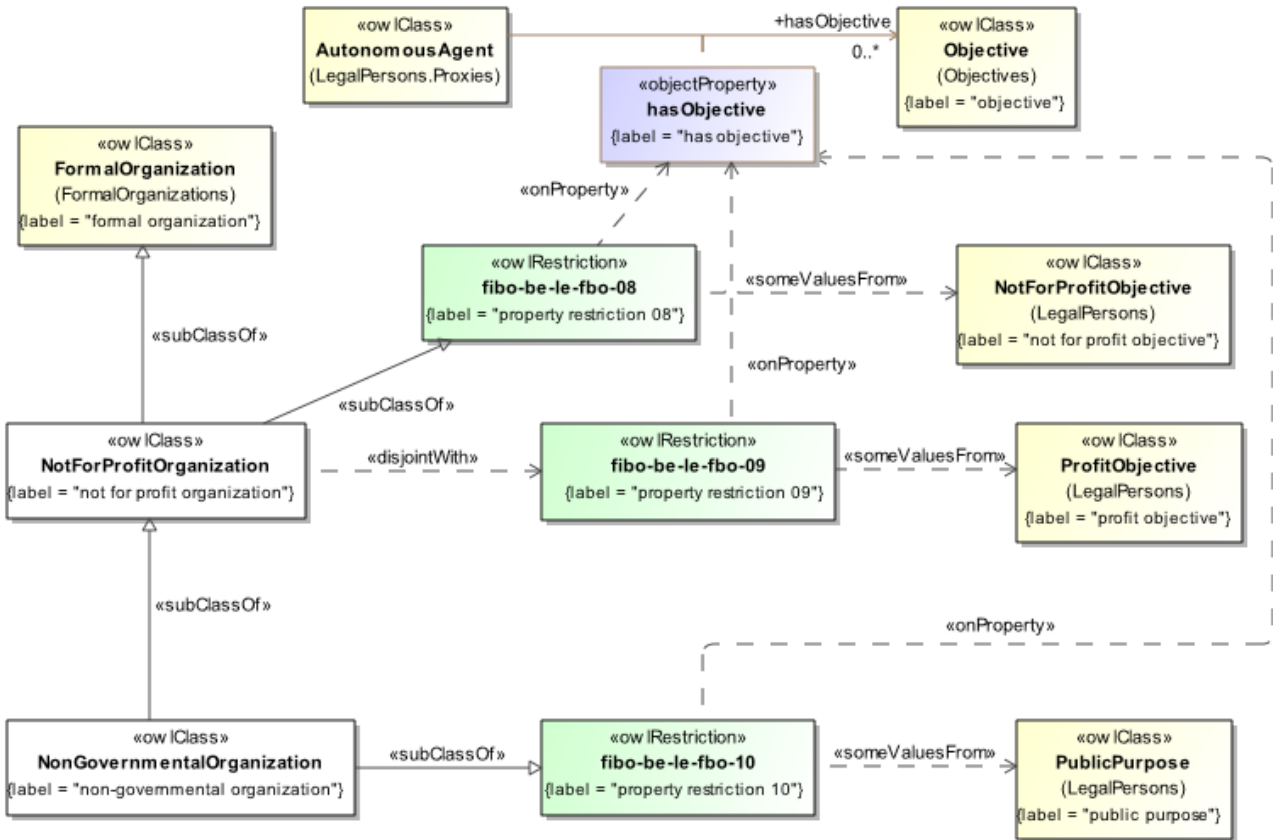 «owlClass»
AutonomousAgent
(LegalPersons.Proxies)
+hasObjective
0..*
«owlClass»
Objective
(Objectives)
{label = "objective"}
«objectProperty»
hasObjective
{label = "has objective"}
«owlClass»
FormalOrganization
(FormalOrganizations)
{label = "formal organization"}
«onProperty»
«owlRestriction»
fibo-be-le-fbo-08
{label = "property restriction 08"}
«someValuesFrom»
«owlClass»
NotForProfitObjective
(LegalPersons)
{label = "not for profit objective"}
«subClassOf»
«onProperty»
«subClassOf»
«owlClass»
NotForProfitOrganization
{label = "not for profit organization"}
«disjointWith»
«owlRestriction»
fibo-be-le-fbo-09
{label = "property restriction 09"}
«someValuesFrom»
«owlClass»
ProfitObjective
(LegalPersons)
{label = "profit objective"}
«subClassOf»
«onProperty»
«owlClass»
NonGovernmentalOrganization
{label = "non-governmental organization"}
«subClassOf»
«owlRestriction»
fibo-be-le-fbo-10
{label = "property restriction 10"}
«someValuesFrom»
«owlClass»
PublicPurpose
(LegalPersons)
{label = "public purpose"}